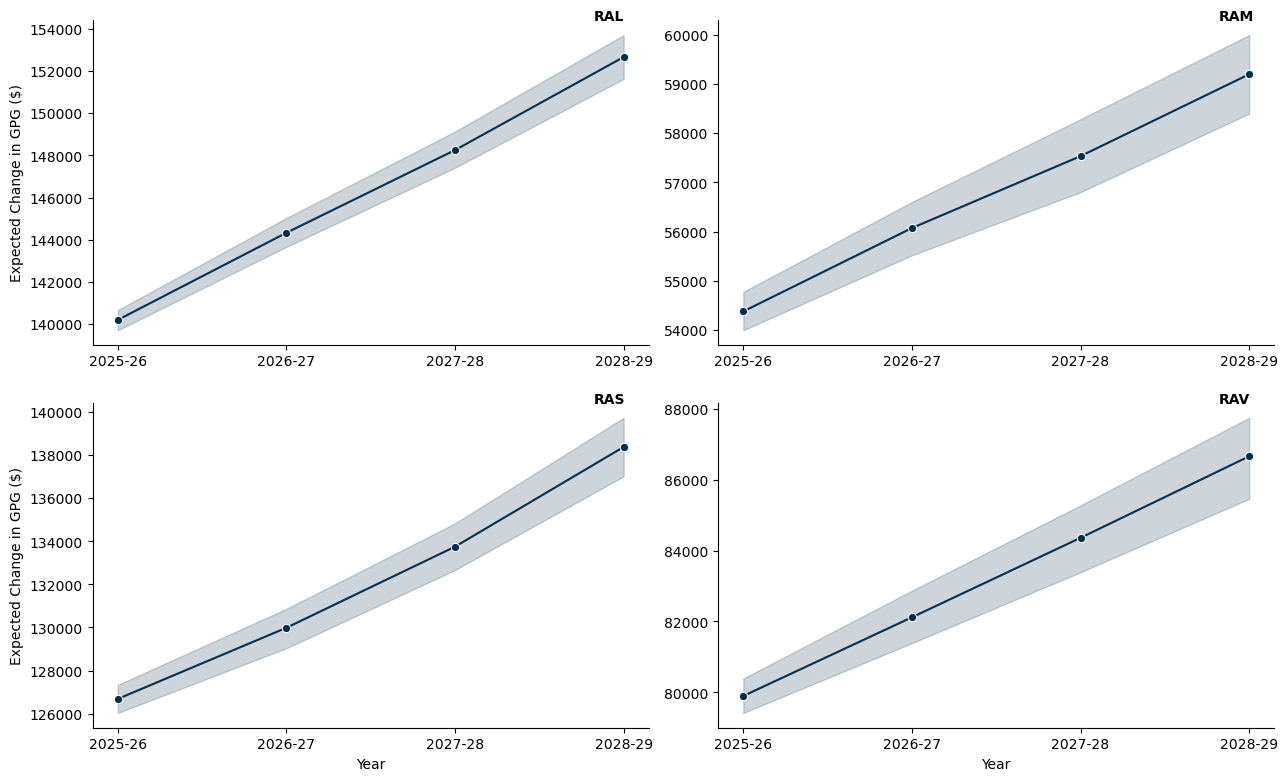 RAL
Expected Change in GPG ($)
154000
152000
150000
148000
146000
144000
142000
140000
2025-26 2026-27 2027-28 2028-29
RAM
60000
59000
58000
57000
56000
55000
54000
2025-26 2026-27 2027-28 2028-29
RAS
Expected Change in GPG ($)
140000
138000
136000
134000
132000
130000
128000
126000
2025-26 2026-27 2027-28 2028-29
Year
RAV
88000
86000
84000
82000
80000
2025-26 2026-27 2027-28 2028-29
Year